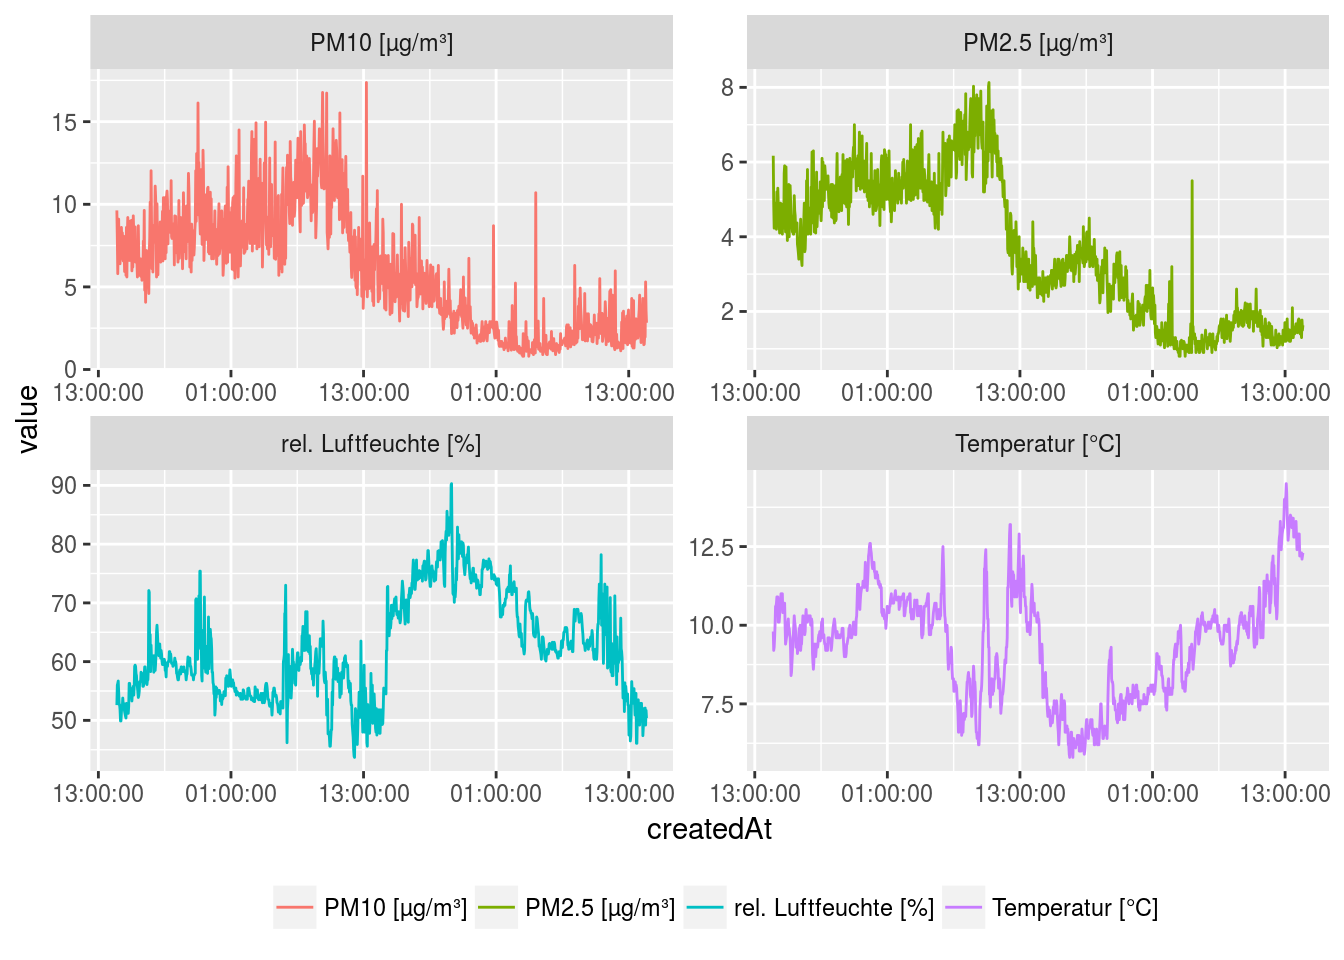 PM10 [µg/m³]
PM2.5 [µg/m³]
15
10
5
0
13:00:00 01:00:00 13:00:00 01:00:00 13:00:00
8
6
4
2
13:00:00 01:00:00 13:00:00 01:00:00 13:00:00
value
rel. Luftfeuchte [%]
Temperatur [°C]
90
80
70
60
50
13:00:00 01:00:00 13:00:00 01:00:00 13:00:00
12.5
10.0
7.5
13:00:00 01:00:00 13:00:00 01:00:00 13:00:00
createdAt
PM10 [µg/m³] PM2.5 [µg/m³] rel. Luftfeuchte [%] Temperatur [°C]